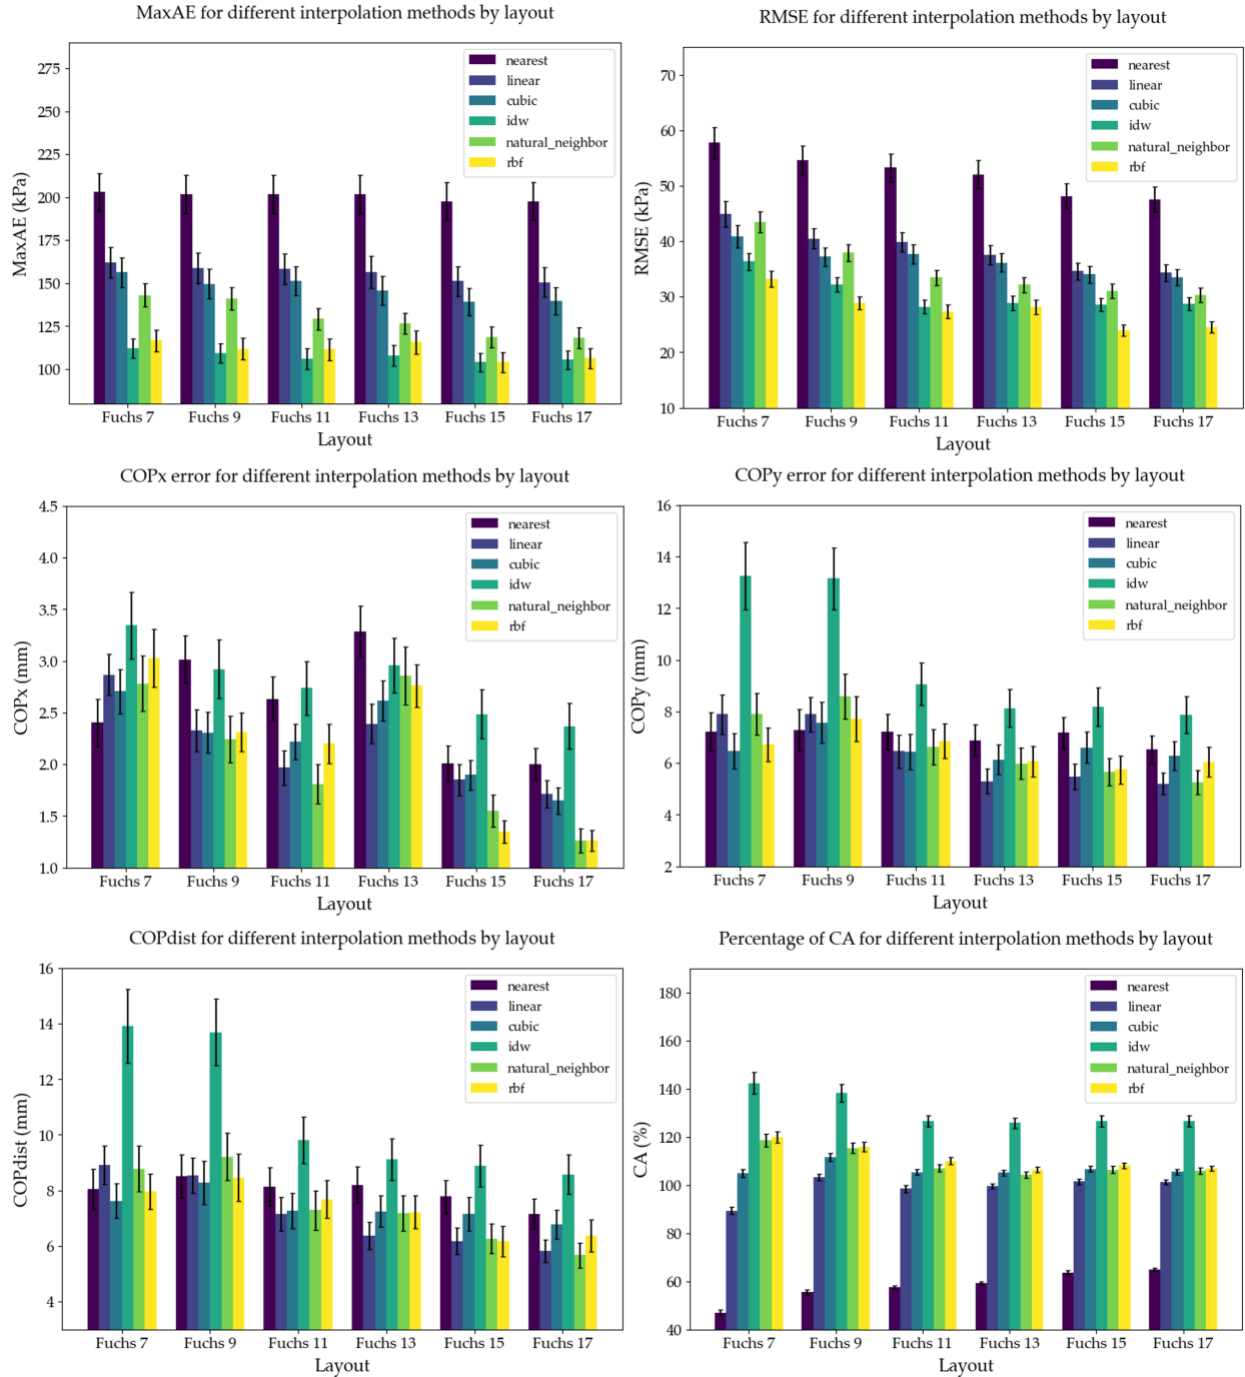 MaxAE for different interpolation methods by layout
275
250
225
200
175
150
125
100
MaxAE (kPa)
nearest
linear
cubic
idw
natural_neighbor
rbf
Fuchs 7 Fuchs 9 Fuchs 11 Fuchs 13 Fuchs 15 Fuchs 17
Layout
RMSE for different interpolation methods by layout
70
60
50
40
30
20
10
RMSE (kPa)
nearest
linear
cubic
idw
natural_neighbor
rbf
Fuchs 7 Fuchs 9 Fuchs 11 Fuchs 13 Fuchs 15 Fuchs 17
Layout
COPx error for different interpolation methods by layout
4.5
4.0
3.5
3.0
2.5
2.0
1.5
1.0
COPx (mm)
nearest
linear
cubic
idw
natural_neighbor
rbf
Fuchs 7 Fuchs 9 Fuchs 11 Fuchs 13 Fuchs 15 Fuchs 17
Layout
COPy error for different interpolation methods by layout
16
14
12
10
8
6
4
2
COPy (mm)
nearest
linear
cubic
idw
natural_neighbor
rbf
Fuchs 7 Fuchs 9 Fuchs 11 Fuchs 13 Fuchs 15 Fuchs 17
Layout
COPdist for different interpolation methods by layout
16
14
12
10
8
6
4
COPdist (mm)
nearest
linear
cubic
idw
natural_neighbor
rbf
Fuchs 7 Fuchs 9 Fuchs 11 Fuchs 13 Fuchs 15 Fuchs 17
Layout
Percentage of CA for different interpolation methods by layout
180
160
140
120
100
80
60
40
CA (%)
nearest
linear
cubic
idw
natural_neighbor
rbf
Fuchs 7 Fuchs 9 Fuchs 11 Fuchs 13 Fuchs 15 Fuchs 17
Layout